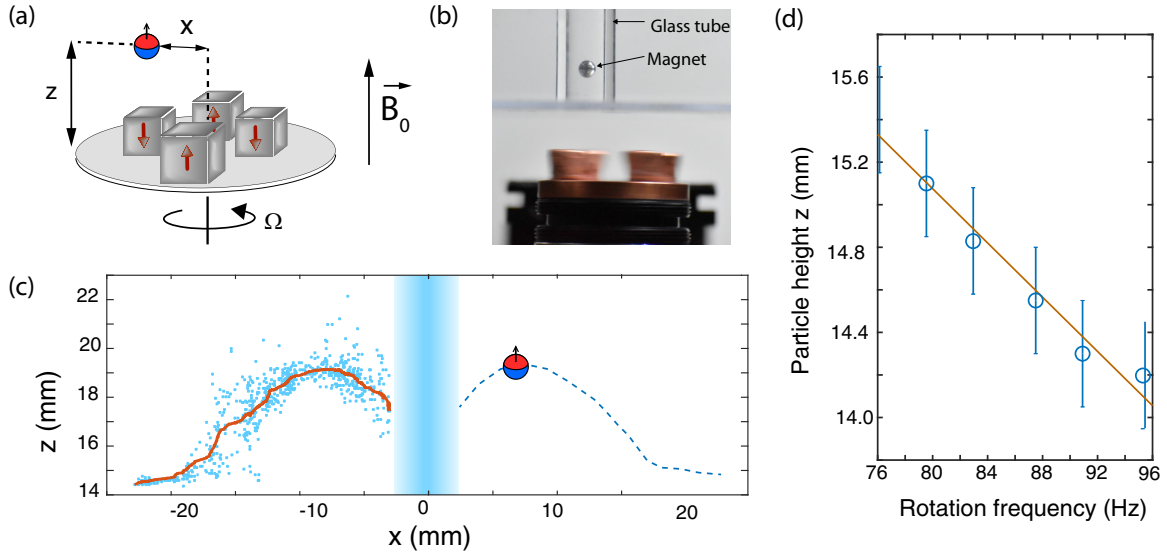 (a)
x
z
B₀
Ω
(b)
Glass tube
Magnet
(c)
22
20
19
18
16
15
14
z (mm)
-20
-10
0
10
20
x (mm)
(d)
15.6
15.2
14.8
14.4
14.0
Particle height z (mm)
76
80
84
88
92
96
Rotation frequency (Hz)